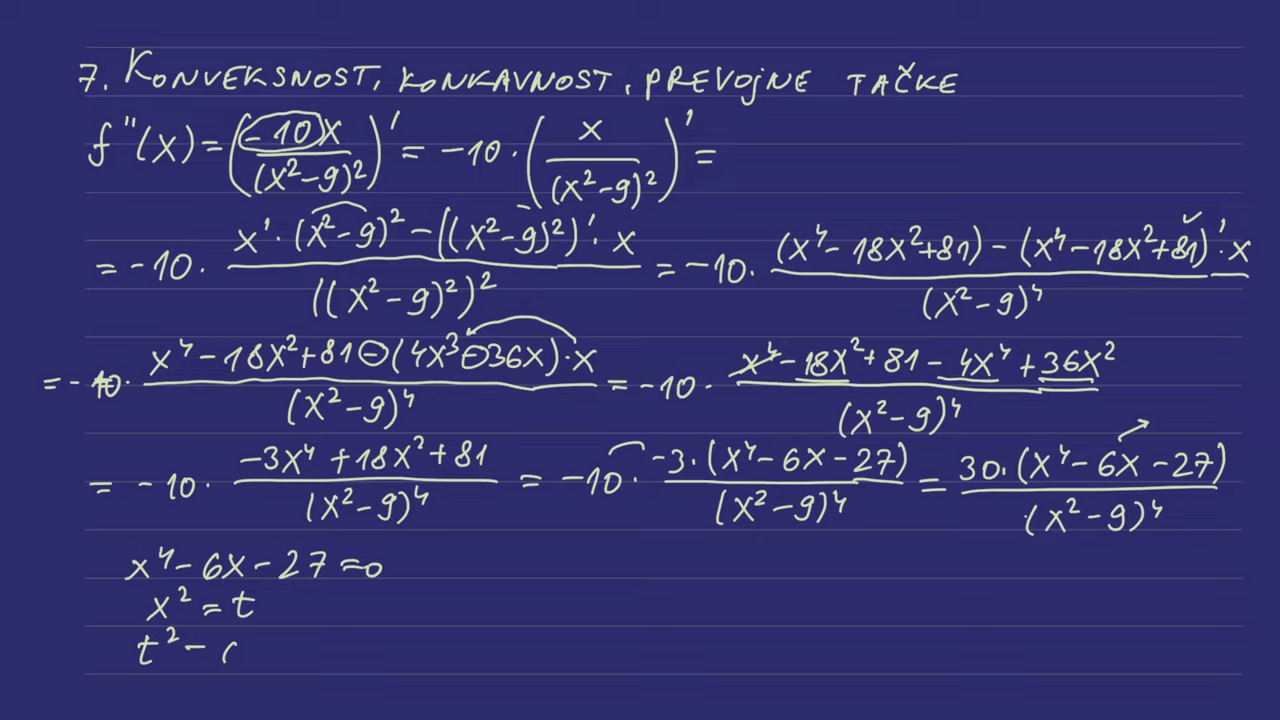 7. KONVEKSNOST, KONKAVNOST, PREVOJNE TAČKE
f''(x) = (-10x / (x²-9)²)' = -10 · (x / (x²-9)²)' =
= -10 · (x' · (x²-9)² - ((x²-9)²)' · x) / ((x²-9)²)² = -10 · ((x⁴-18x²+81) - (x⁴-18x²+81)' · x) / (x²-9)⁴
= -10 · (x⁴-18x²+81-(4x³-36x)·x) / (x²-9)⁴ = -10 · (x⁴-18x²+81-4x⁴+36x²) / (x²-9)⁴
= -10 · (-3x⁴+18x²+81) / (x²-9)⁴ = -10 · (-3·(x⁴-6x-27)) / (x²-9)⁴ = 30·(x⁴-6x-27) / (x²-9)⁴
x⁴-6x-27=0
x² = t
t² -